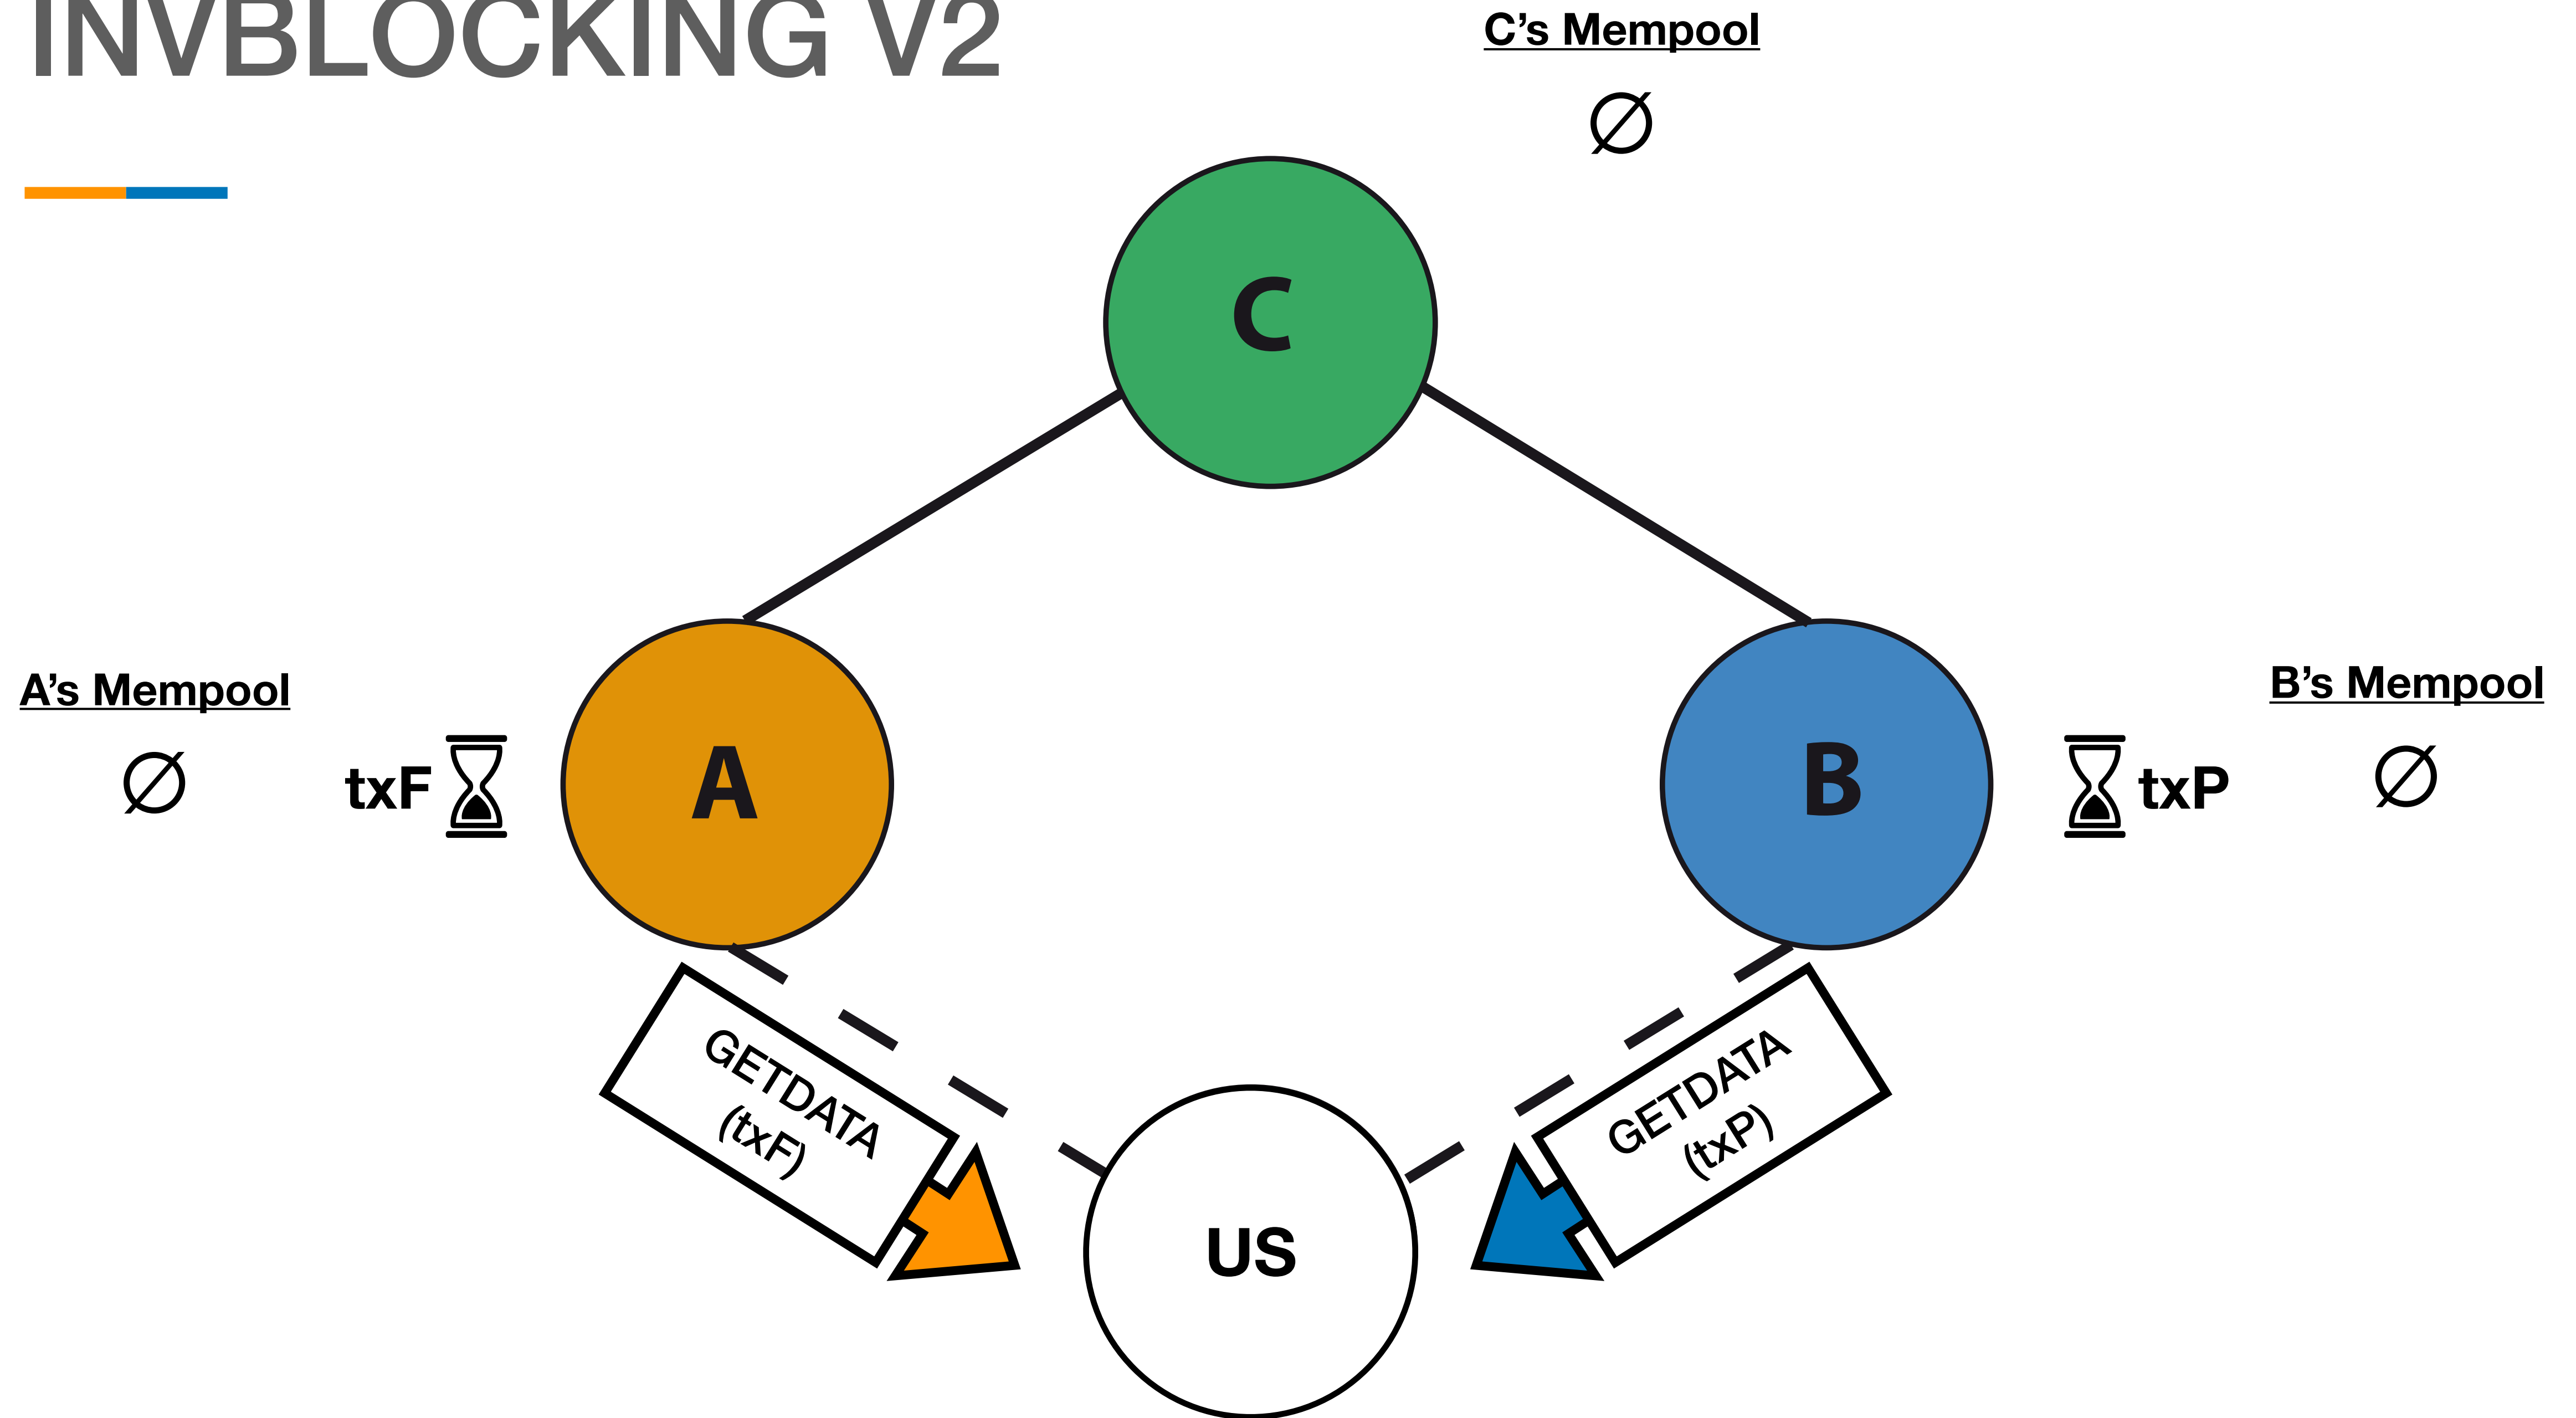 INVBLOCKING V2
C's Mempool
∅
C
A's Mempool
∅
txF
A
B
txP
B's Mempool
∅
GETDATA
(txF)
GETDATA
(txP)
US